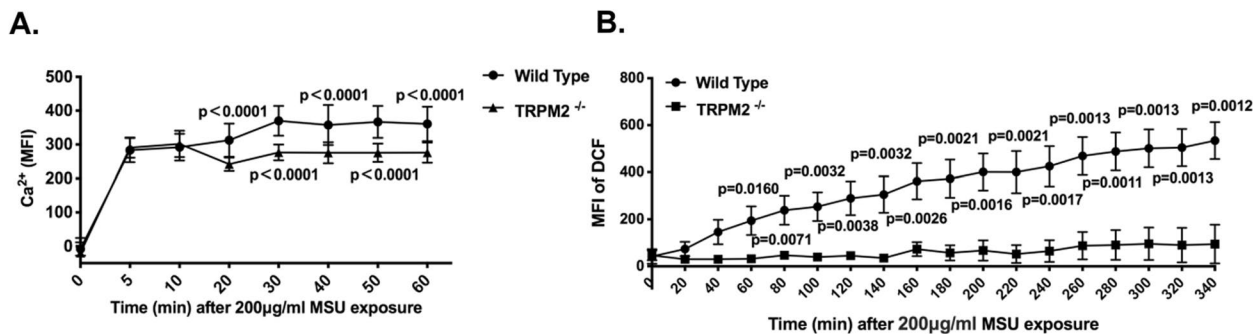 A.
500
400
300
200
100
0
Ca²⁺ (MFI)
p<0.0001 p<0.0001 p<0.0001
p<0.0001 p<0.0001
Wild Type
TRPM2 -/-
0 5 10 20 30 40 50 60
Time (min) after 200μg/ml MSU exposure
B.
800
600
400
200
0
MFI of DCF
Wild Type
TRPM2 -/-
p=0.0160
p=0.0071
p=0.0032
p=0.0038
p=0.0032
p=0.0026
p=0.0021
p=0.0016
p=0.0021
p=0.0017
p=0.0013
p=0.0011
p=0.0013
p=0.0013
p=0.0012
0 20 40 60 80 100 120 140 160 180 200 220 240 260 280 300 320 340
Time (min) after 200μg/ml MSU exposure